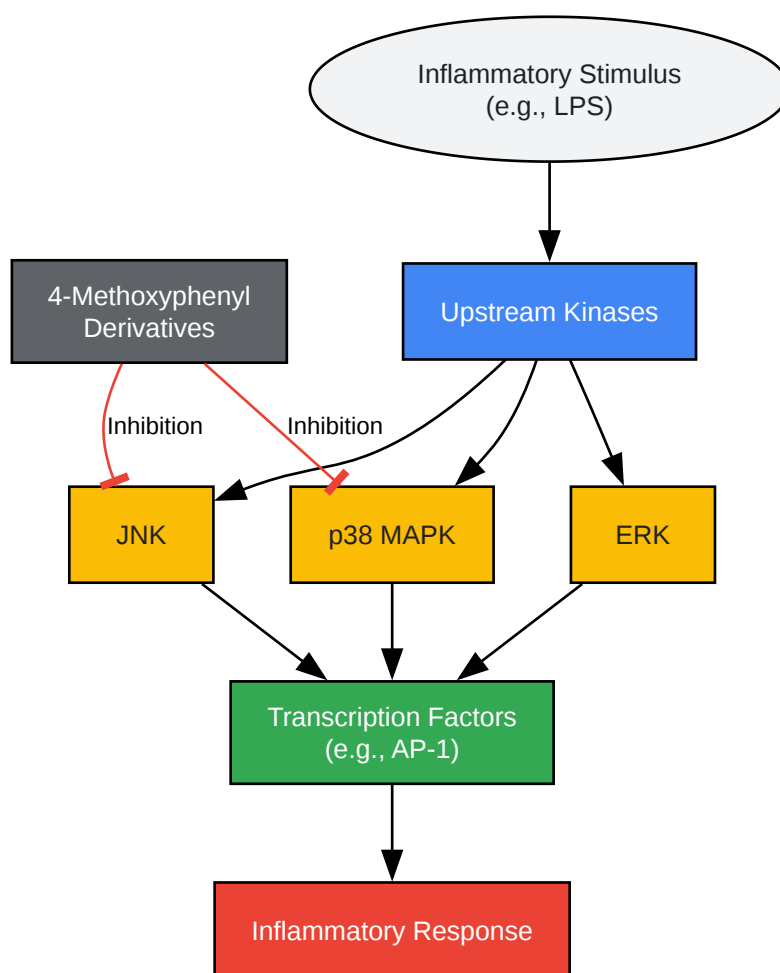 Inflammatory Stimulus
(e.g., LPS)
4-Methoxyphenyl
Derivatives
Upstream Kinases
Inhibition
Inhibition
JNK
p38 MAPK
ERK
Transcription Factors
(e.g., AP-1)
Inflammatory Response